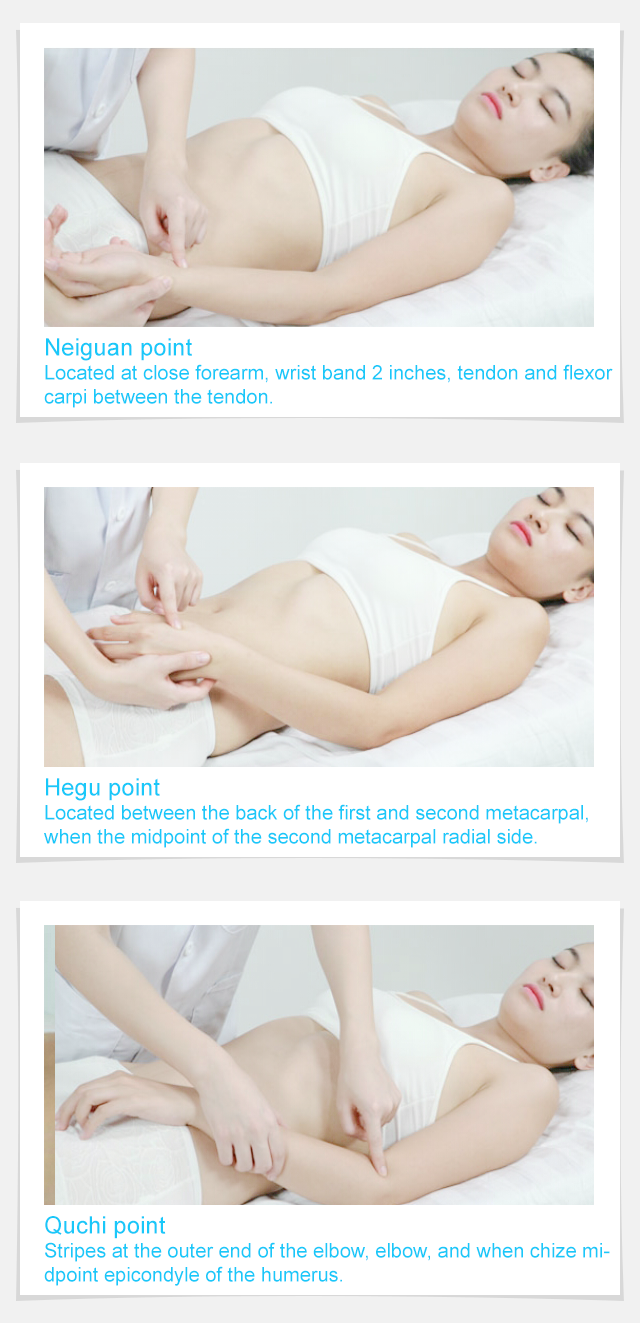 Neiguan point
Located at close forearm, wrist band 2 inches, tendon and flexor
carpi between the tendon.
Hegu point
Located between the back of the first and second metacarpal,
when the midpoint of the second metacarpal radial side.
Quchi point
Stripes at the outer end of the elbow, elbow, and when chize mi-
dpoint epicondyle of the humerus.